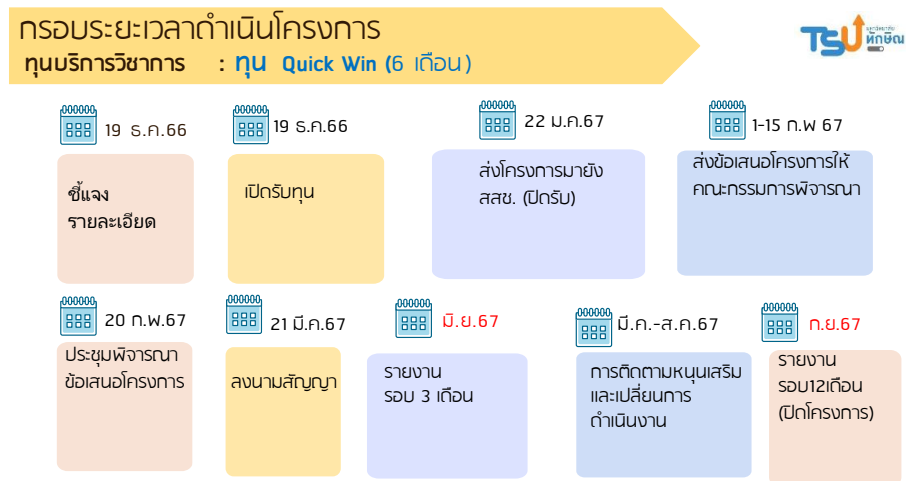 กรอบระยะเวลาดำเนินโครงการ
ทุนบริการวิชาการ : ทุน Quick Win (6 เดือน)
TSU
มหาวิทยาลัย
ทักษิณ
19 ธ.ค.66
ชี้แจง
รายละเอียด
19 ธ.ค.66
เปิดรับทุน
22 ม.ค.67
ส่งโครงการมายัง
สสช. (ปิดรับ)
1-15 ก.พ 67
ส่งข้อเสนอโครงการให้
คณะกรรมการพิจารณา
20 ก.พ.67
ประชุมพิจารณา
ข้อเสนอโครงการ
21 มี.ค.67
ลงนามสัญญา
มิ.ย.67
รายงาน
รอบ 3 เดือน
มี.ค.-ส.ค.67
การติดตามหนุนเสริม
และเปลี่ยนการ
ดำเนินงาน
ก.ย.67
รายงาน
รอบ12เดือน
(ปิดโครงการ)